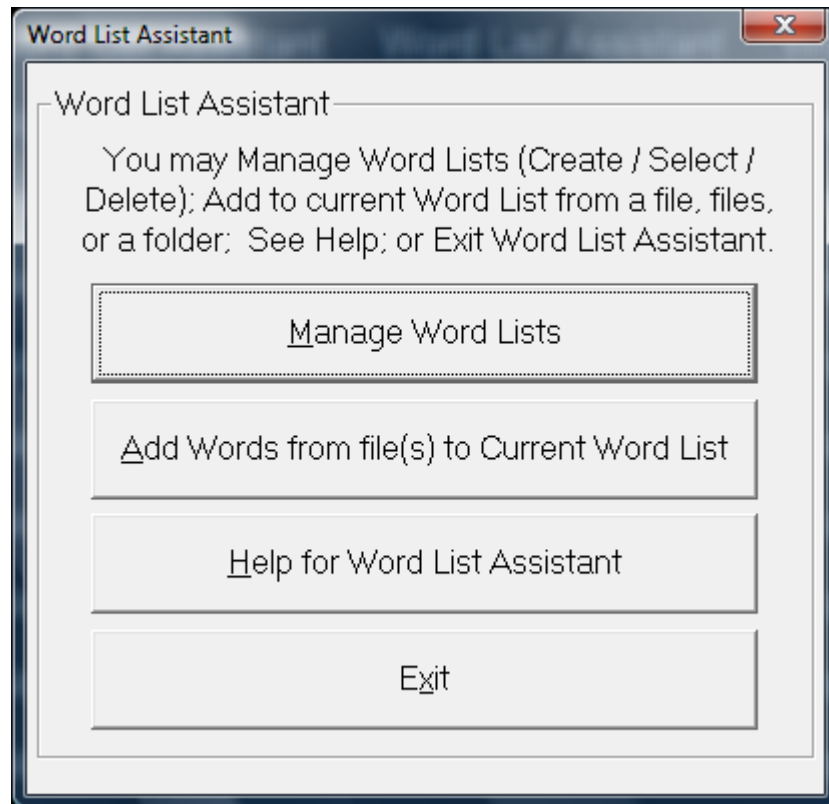 Word List Assistant
Word List Assistant
You may Manage Word Lists (Create / Select /
Delete); Add to current Word List from a file, files,
or a folder;  See Help; or Exit Word List Assistant.
Manage Word Lists
Add Words from file(s) to Current Word List
Help for Word List Assistant
Exit